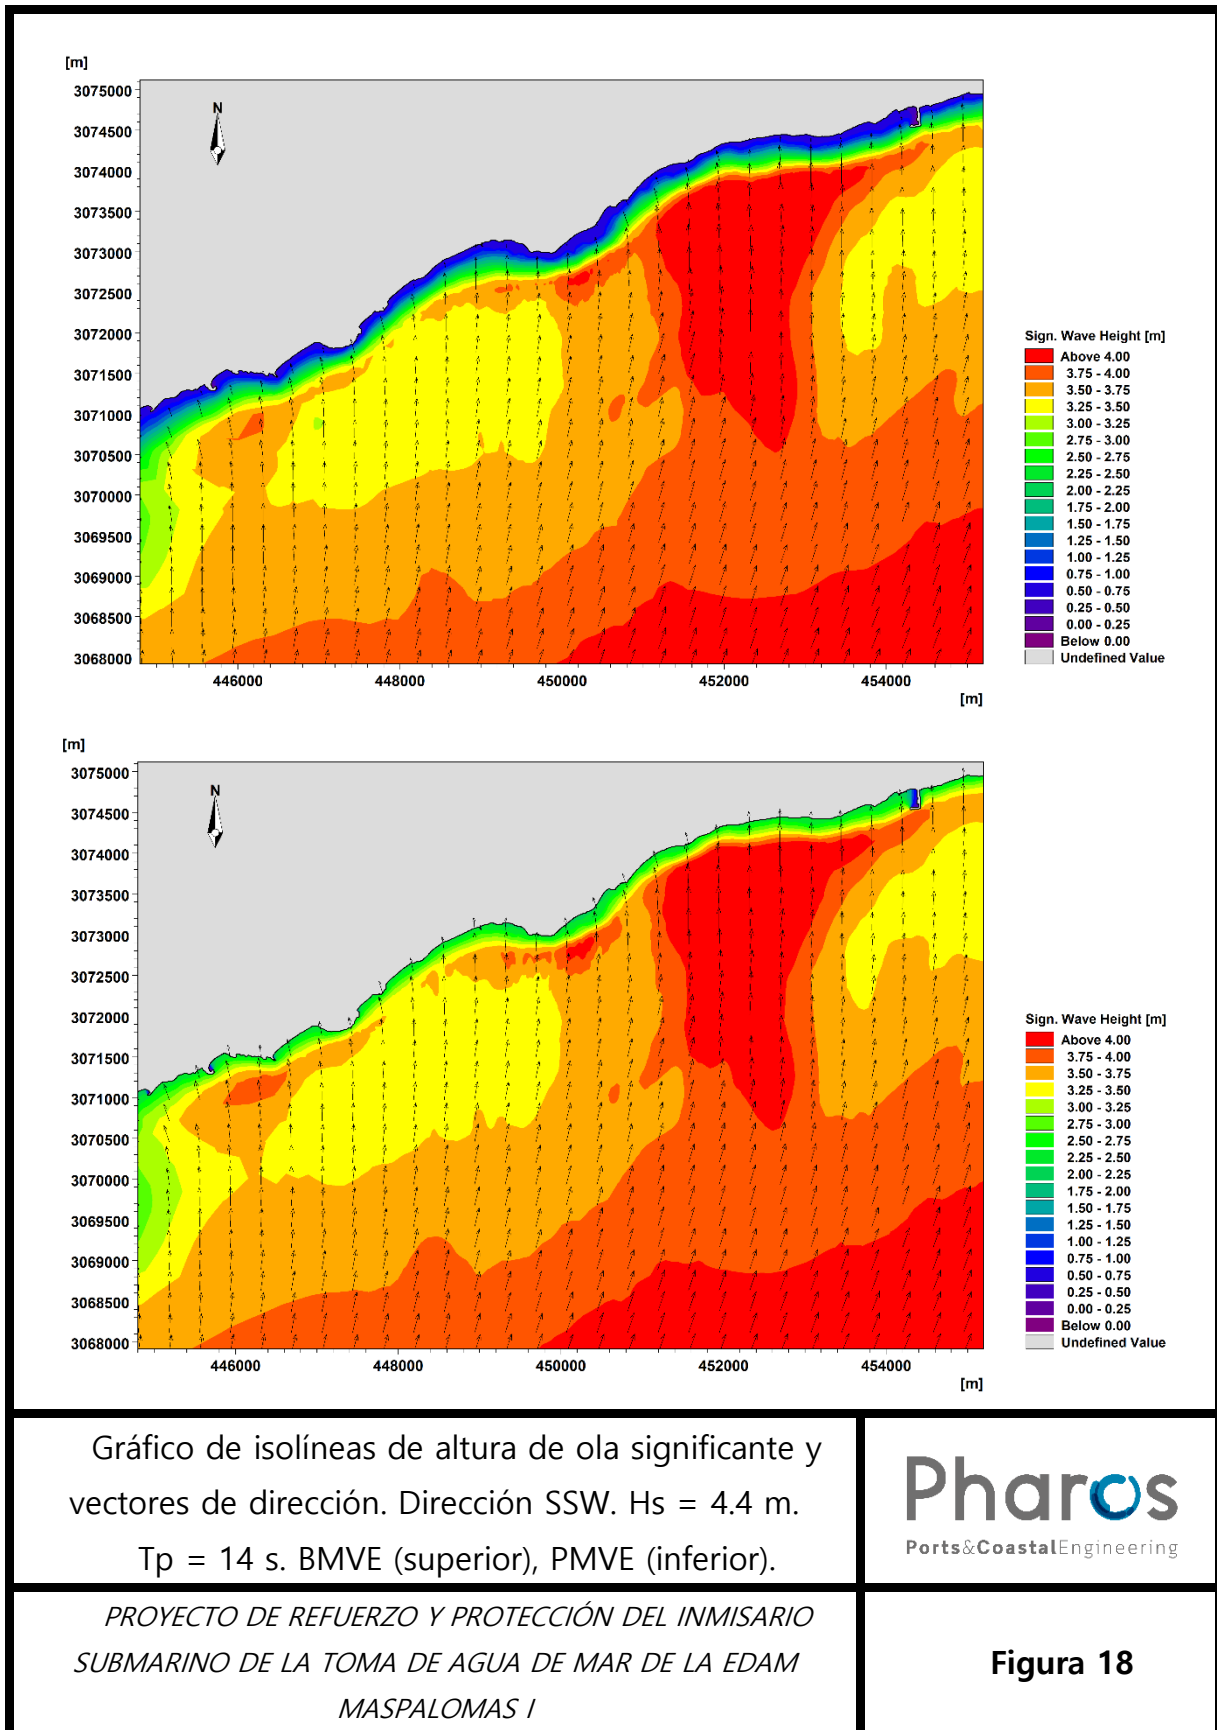 [m]
3075000
3074500
3074000
3073500
3073000
3072500
3072000
3071500
3071000
3070500
3070000
3069500
3069000
3068500
3068000
N
446000
448000
450000
452000
454000
[m]
Sign. Wave Height [m]
Above 4.00
3.75 - 4.00
3.50 - 3.75
3.25 - 3.50
3.00 - 3.25
2.75 - 3.00
2.50 - 2.75
2.25 - 2.50
2.00 - 2.25
1.75 - 2.00
1.50 - 1.75
1.25 - 1.50
1.00 - 1.25
0.75 - 1.00
0.50 - 0.75
0.25 - 0.50
0.00 - 0.25
Below 0.00
Undefined Value
[m]
3075000
3074500
3074000
3073500
3073000
3072500
3072000
3071500
3071000
3070500
3070000
3069500
3069000
3068500
3068000
N
446000
448000
450000
452000
454000
[m]
Sign. Wave Height [m]
Above 4.00
3.75 - 4.00
3.50 - 3.75
3.25 - 3.50
3.00 - 3.25
2.75 - 3.00
2.50 - 2.75
2.25 - 2.50
2.00 - 2.25
1.75 - 2.00
1.50 - 1.75
1.25 - 1.50
1.00 - 1.25
0.75 - 1.00
0.50 - 0.75
0.25 - 0.50
0.00 - 0.25
Below 0.00
Undefined Value
Gráfico de isolíneas de altura de ola significante y
vectores de dirección. Dirección SSW. Hs = 4.4 m.
Tp = 14 s. BMVE (superior), PMVE (inferior).
Pharos
Ports&CoastalEngineering
PROYECTO DE REFUERZO Y PROTECCIÓN DEL INMISARIO
SUBMARINO DE LA TOMA DE AGUA DE MAR DE LA EDAM
MASPALOMAS I
Figura 18